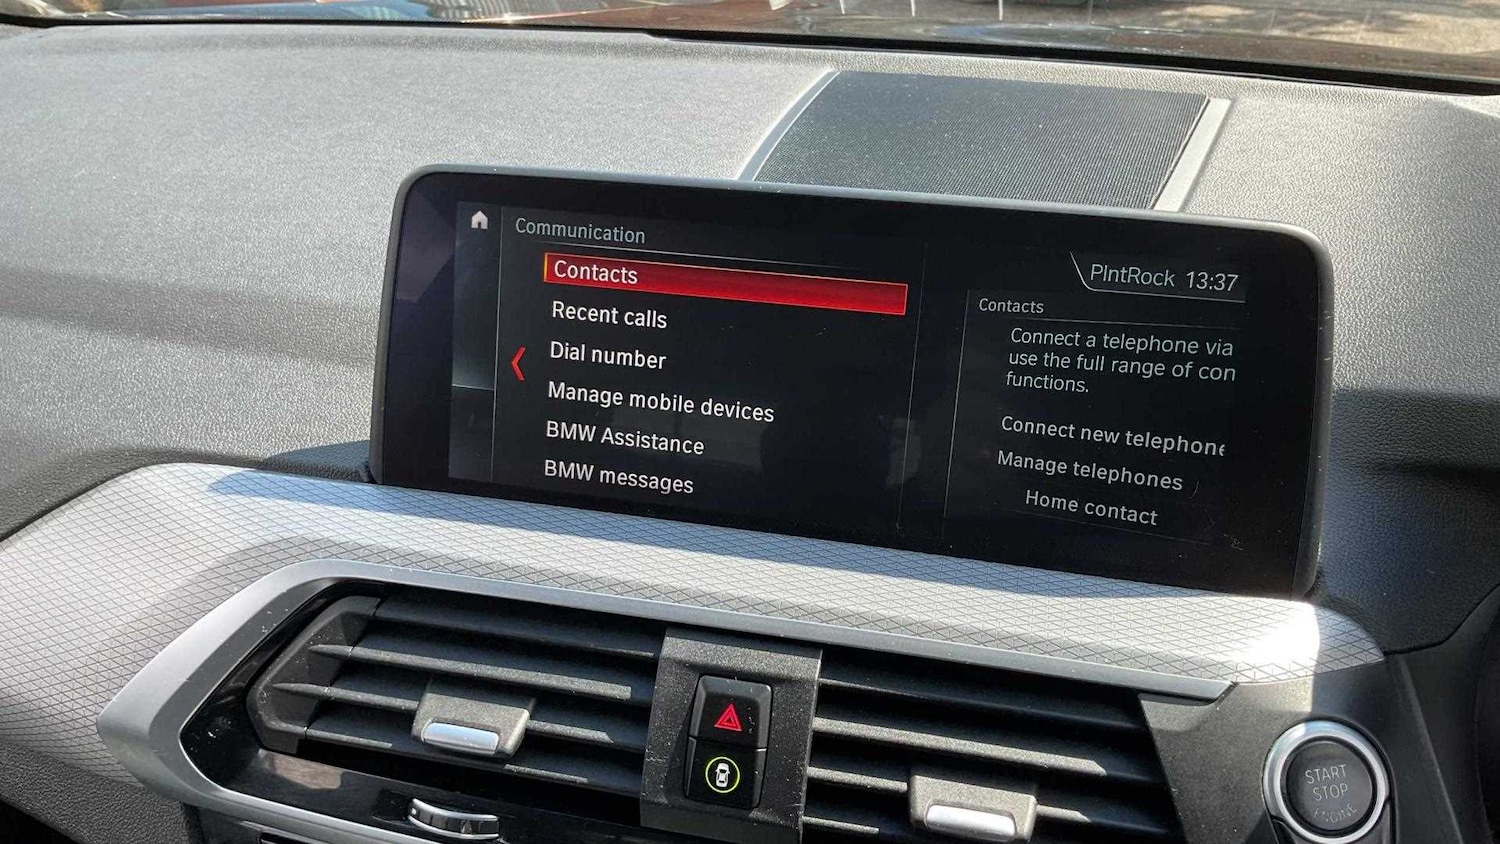 Communication
Contacts
Recent calls
Dial number
Manage mobile devices
BMW Assistance
BMW messages
PlntRock 13:37
Contacts
Connect a telephone via
use the full range of con
functions.
Connect new telephone
Manage telephones
Home contact
START
STOP
ENGINE